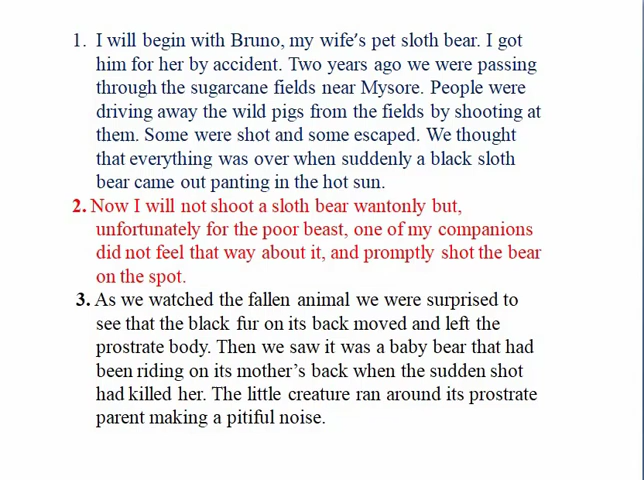 1. I will begin with Bruno, my wife's pet sloth bear. I got
him for her by accident. Two years ago we were passing
through the sugarcane fields near Mysore. People were
driving away the wild pigs from the fields by shooting at
them. Some were shot and some escaped. We thought
that everything was over when suddenly a black sloth
bear came out panting in the hot sun.
2. Now I will not shoot a sloth bear wantonly but,
unfortunately for the poor beast, one of my companions
did not feel that way about it, and promptly shot the bear
on the spot.
3. As we watched the fallen animal we were surprised to
see that the black fur on its back moved and left the
prostrate body. Then we saw it was a baby bear that had
been riding on its mother's back when the sudden shot
had killed her. The little creature ran around its prostrate
parent making a pitiful noise.